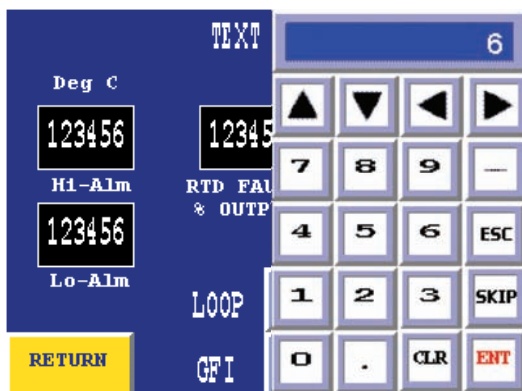 TEXT
6
Deg C
123456
12345
Hi-Alm
RTD FAU
% OUTP
123456
Lo-Alm
LOOP
RETURN
GFI
7 8 9 —
4 5 6 ESC
1 2 3 SKIP
0 . CLR ENT